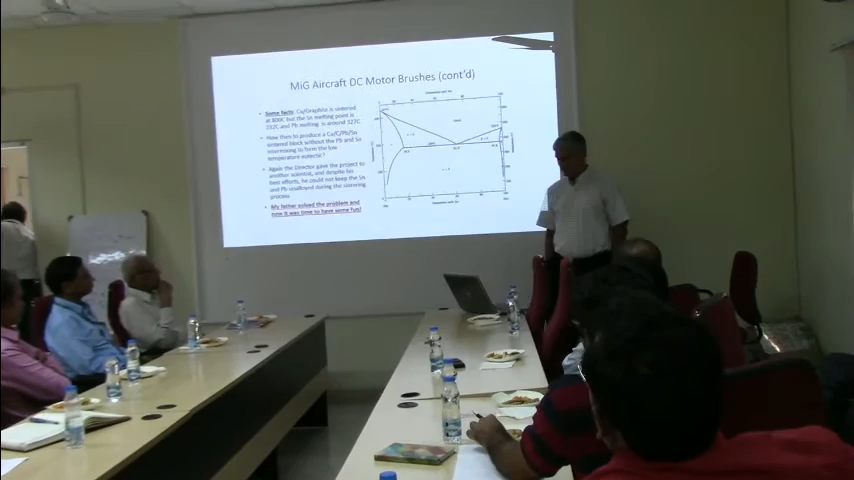 MiG Aircraft DC Motor Brushes (cont'd)
• Some facts: Cu/Graphite is sintered
at 800C but the Sn melting point is
232C and Pb melting is around 327C
• How then to produce a Cu/C/Pb/Sn
sintered block without the Pb and Sn
intermixing to form the low
temperature eutectic?
• Again the Director gave the project to
another scientist, and despite his
best efforts, he could not keep the Sn
and Pb unalloyed during the sintering
process
• My father solved the problem and
now it was time to have some fun!